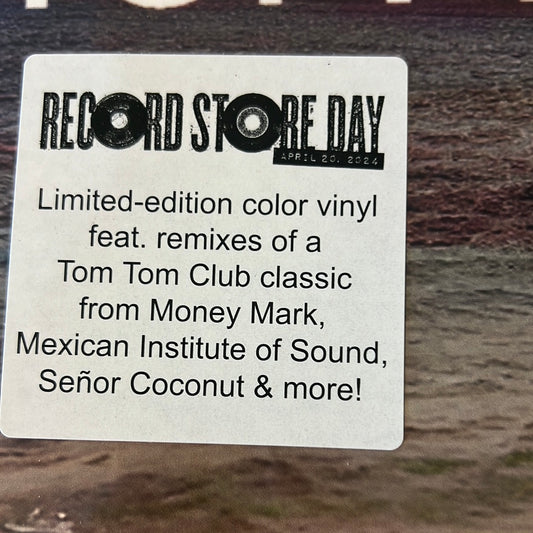 RECORD STORE DAY
APRIL 20, 2024
Limited-edition color vinyl
feat. remixes of a
Tom Tom Club classic
from Money Mark,
Mexican Institute of Sound,
Señor Coconut & more!